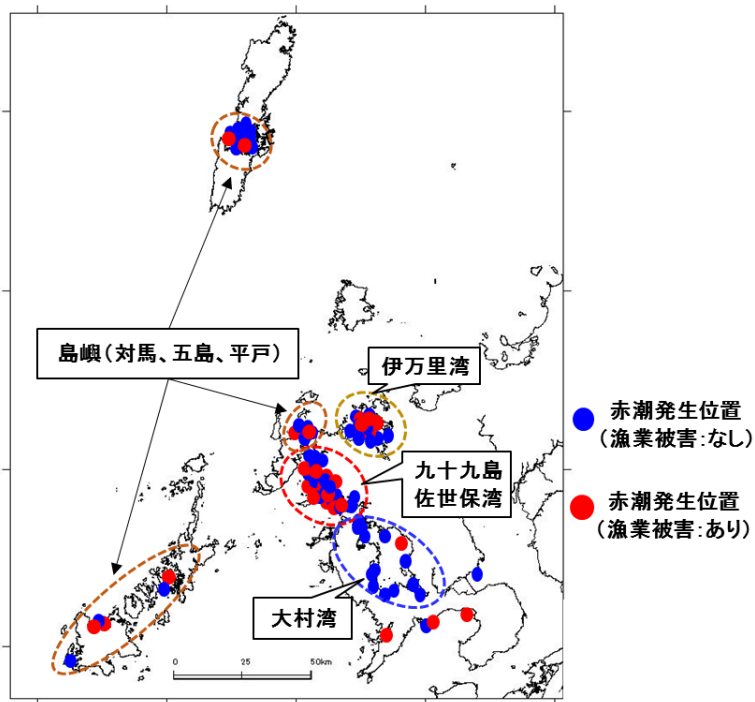 島嶼（対馬、五島、平戸）
伊万里湾
九十九島
佐世保湾
大村湾
赤潮発生位置
（漁業被害：なし）
赤潮発生位置
（漁業被害：あり）
0 25 50km